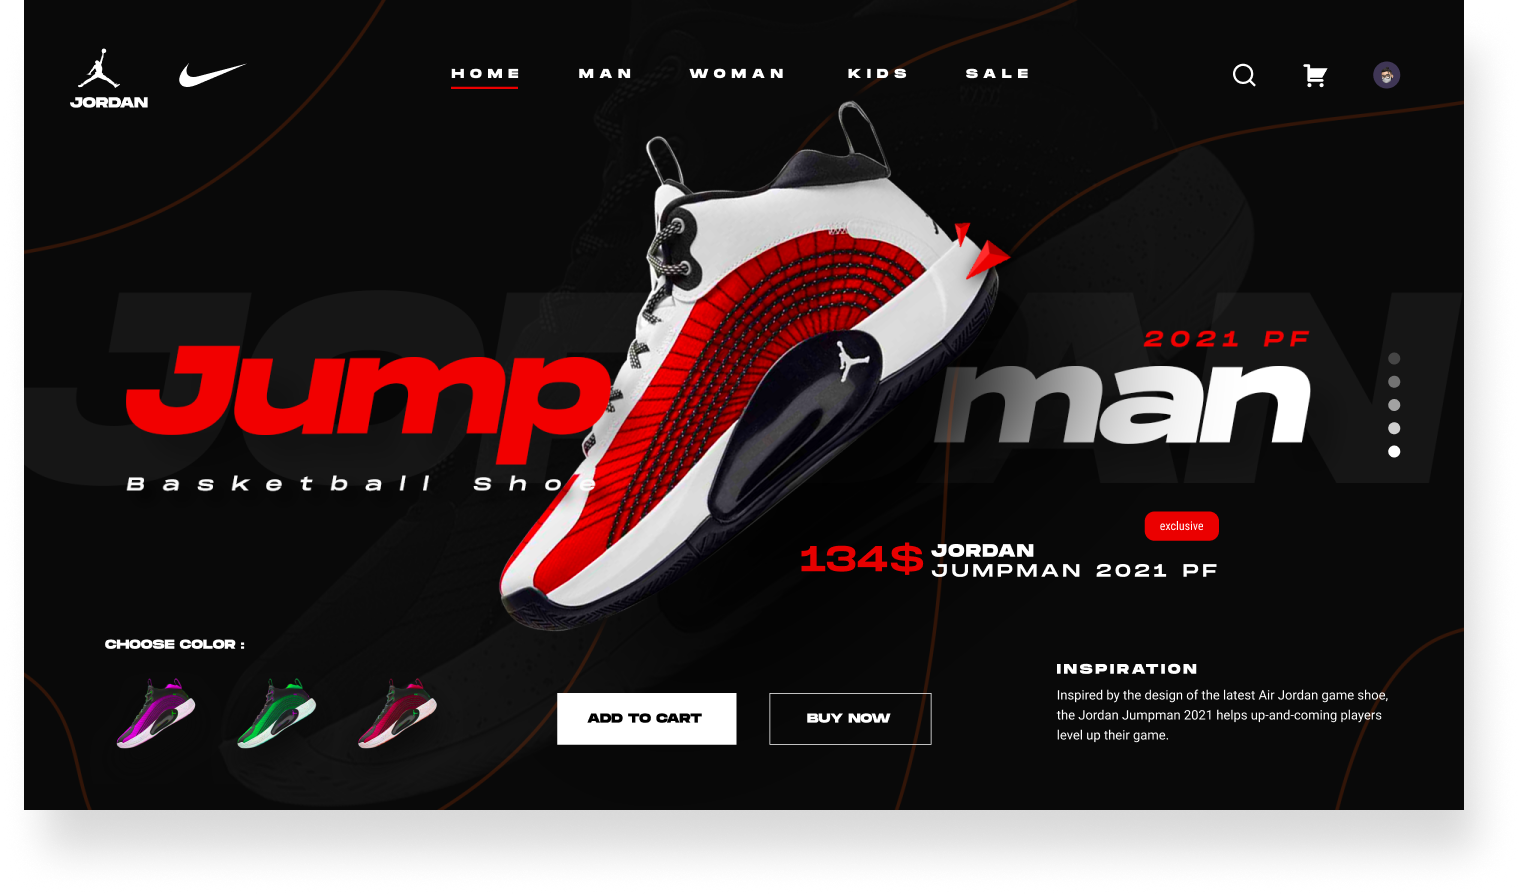 JORDAN
HOME MAN WOMAN KIDS SALE
JORDAN
2021 PF
Jump man
Basketball Shoe
exclusive
134$ JORDAN
JUMPMAN 2021 PF
CHOOSE COLOR :
ADD TO CART
BUY NOW
INSPIRATION
Inspired by the design of the latest Air Jordan game shoe,
the Jordan Jumpman 2021 helps up-and-coming players
level up their game.